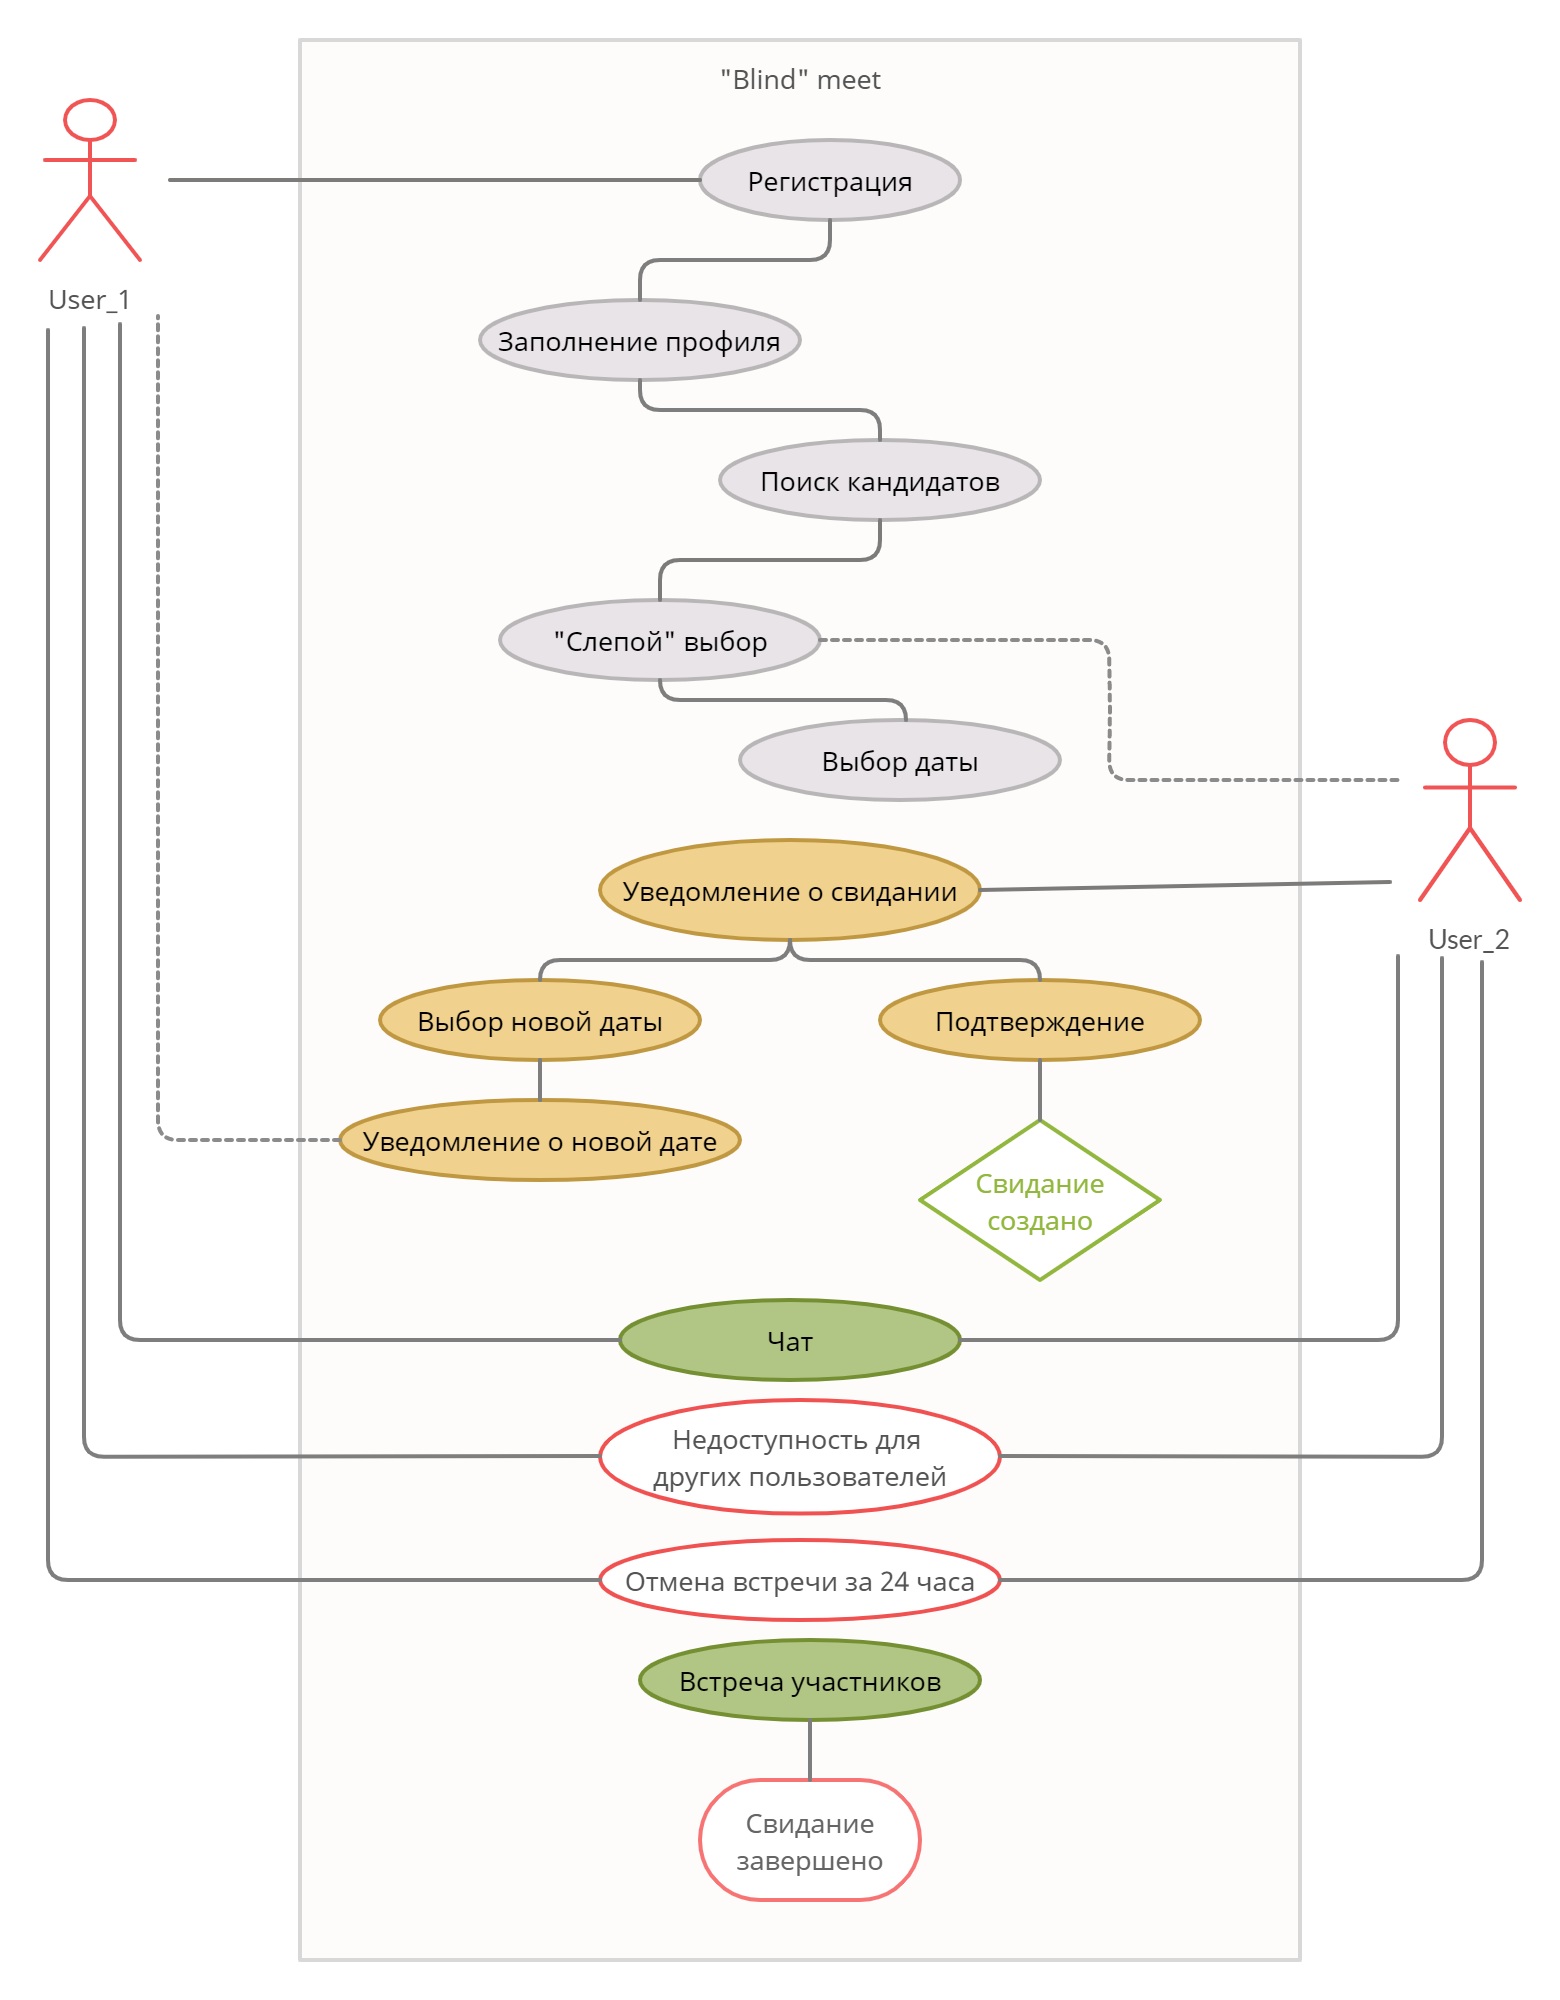 "Blind" meet
Регистрация
User_1
Заполнение профиля
Поиск кандидатов
"Слепой" выбор
Выбор даты
Уведомление о свидании
User_2
Выбор новой даты
Подтверждение
Уведомление о новой дате
Свидание
создано
Чат
Недоступность для
других пользователей
Отмена встречи за 24 часа
Встреча участников
Свидание
завершено